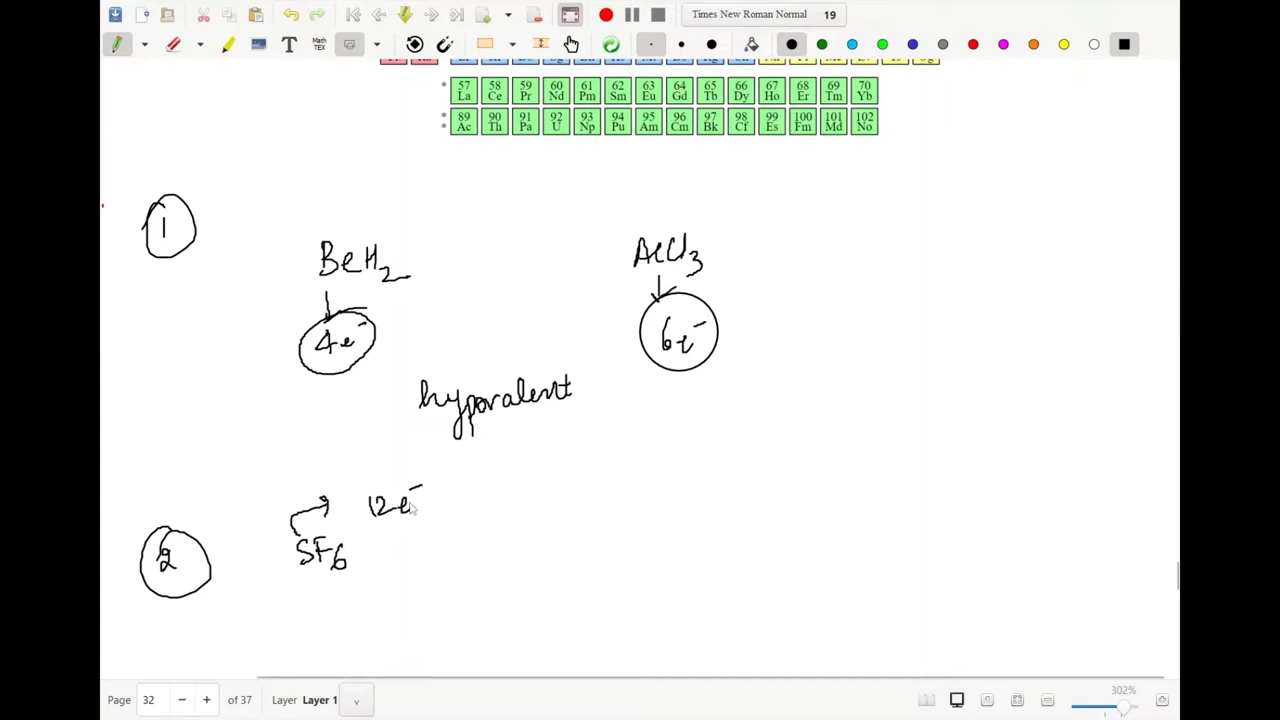 Times New Roman Normal 19
T Math TEX
57 La 58 Ce 59 Pr 60 Nd 61 Pm 62 Sm 63 Eu 64 Gd 65 Tb 66 Dy 67 Ho 68 Er 69 Tm 70 Yb
89 Ac 90 Th 91 Pa 92 U 93 Np 94 Pu 95 Am 96 Cm 97 Bk 98 Cf 99 Es 100 Fm 101 Md 102 No
1
BeH2 AlCl3
4e⁻ 6e⁻
hypovalent
12e⁻
2 SF6
Page 32 − + of 37 Layer Layer 1 302%